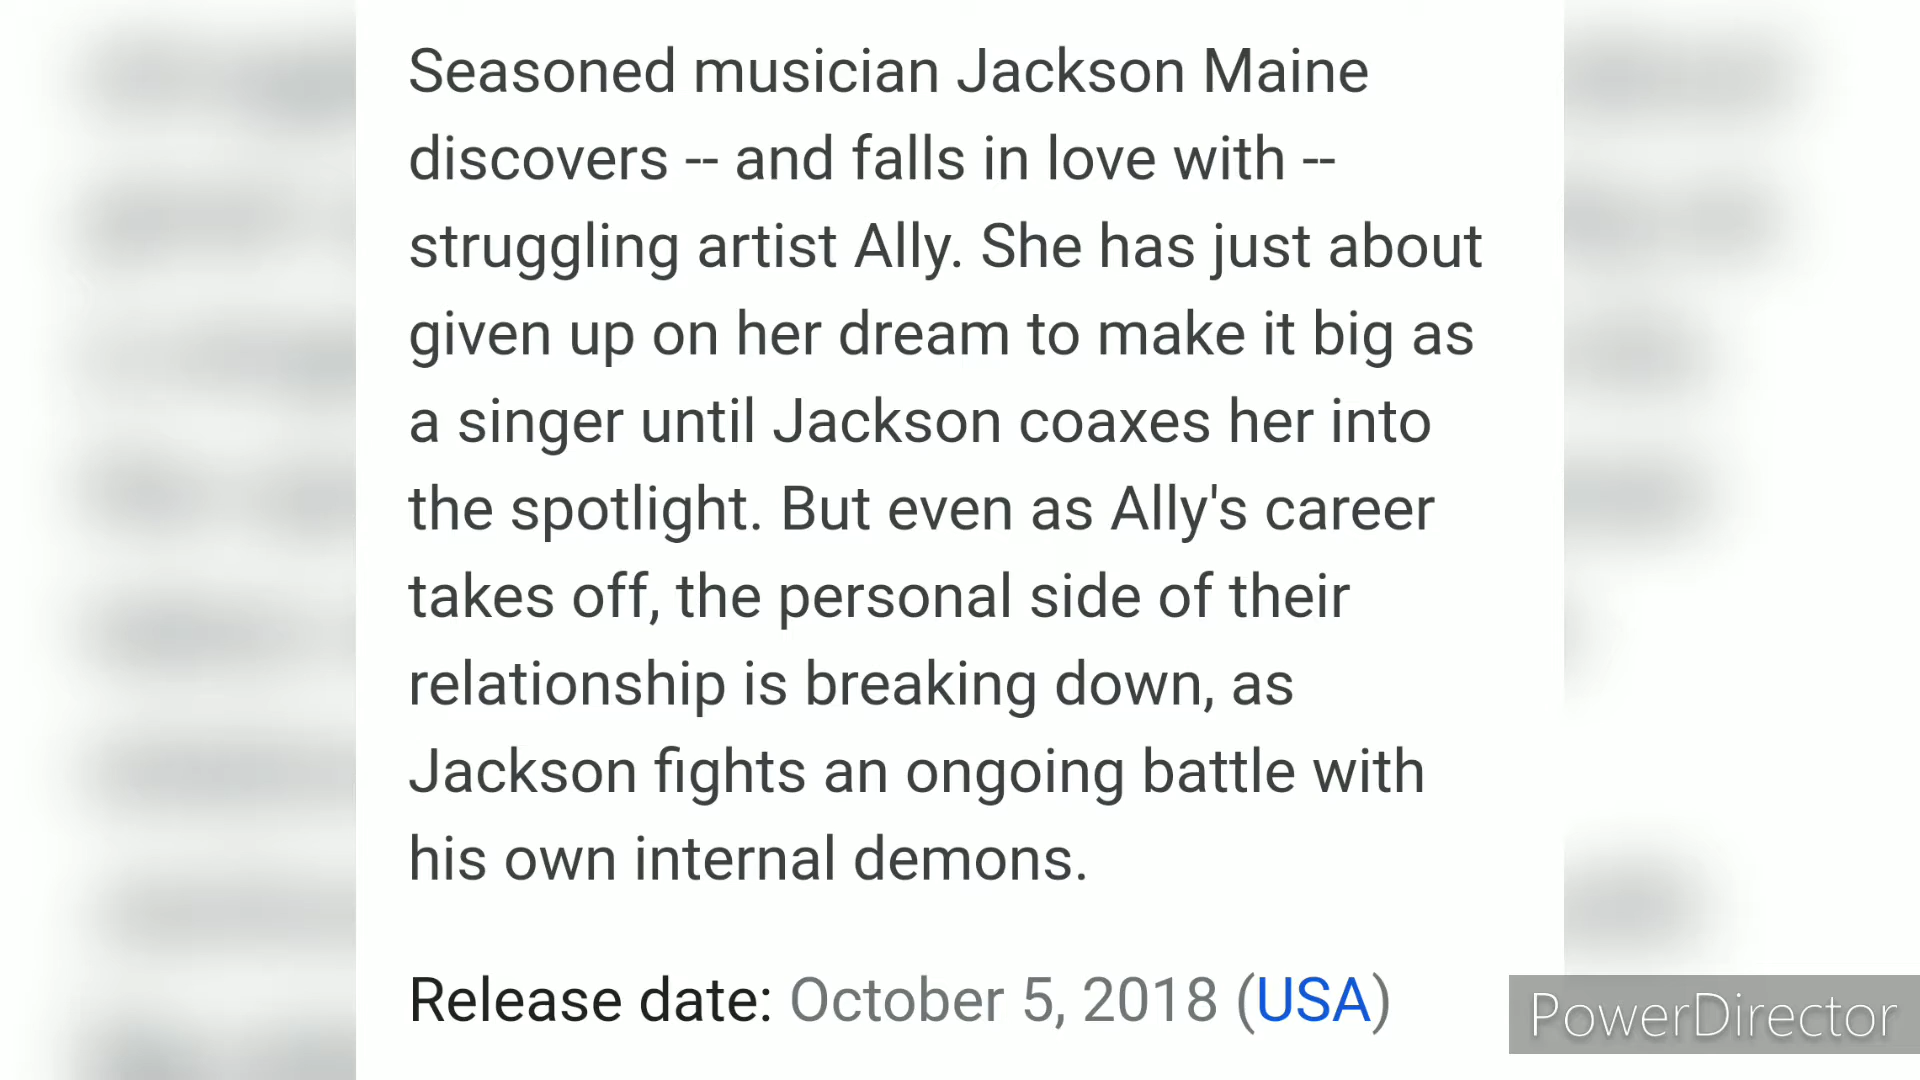 Seasoned musician Jackson Maine
discovers -- and falls in love with --
struggling artist Ally. She has just about
given up on her dream to make it big as
a singer until Jackson coaxes her into
the spotlight. But even as Ally's career
takes off, the personal side of their
relationship is breaking down, as
Jackson fights an ongoing battle with
his own internal demons.
Release date: October 5, 2018 (USA)
PowerDirector